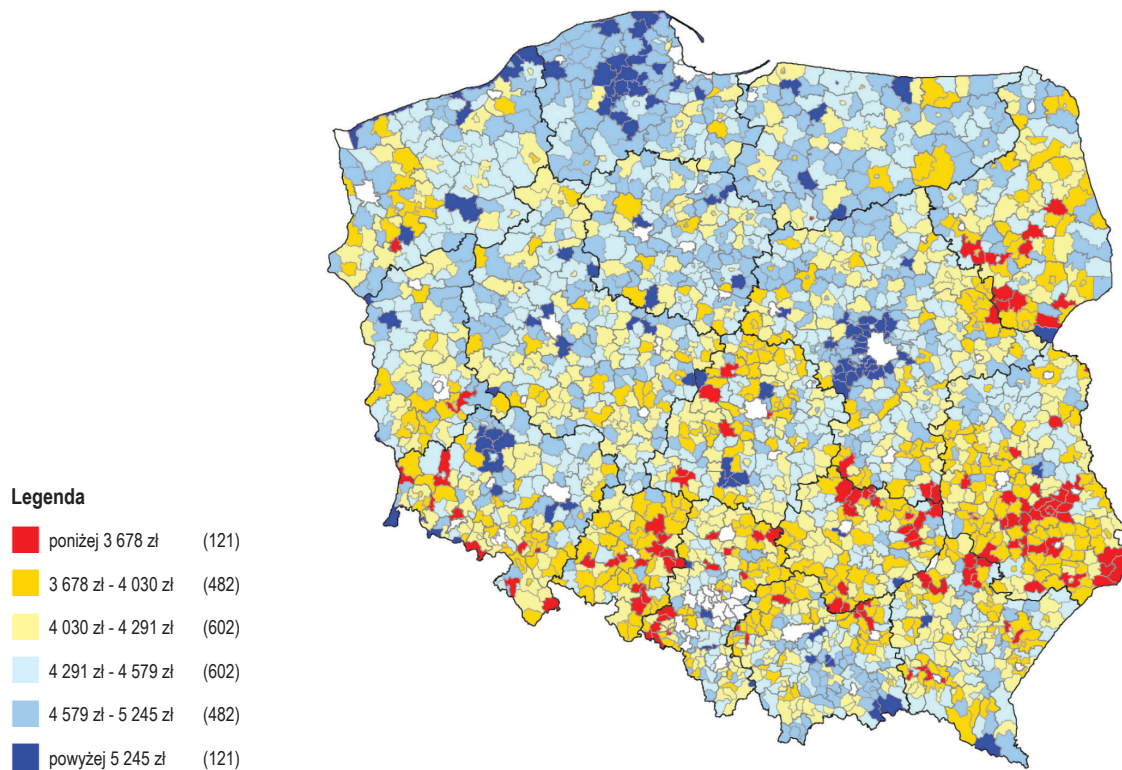 Legenda
poniżej 3 678 zł (121)
3 678 zł - 4 030 zł (482)
4 030 zł - 4 291 zł (602)
4 291 zł - 4 579 zł (602)
4 579 zł - 5 245 zł (482)
powyżej 5 245 zł (121)